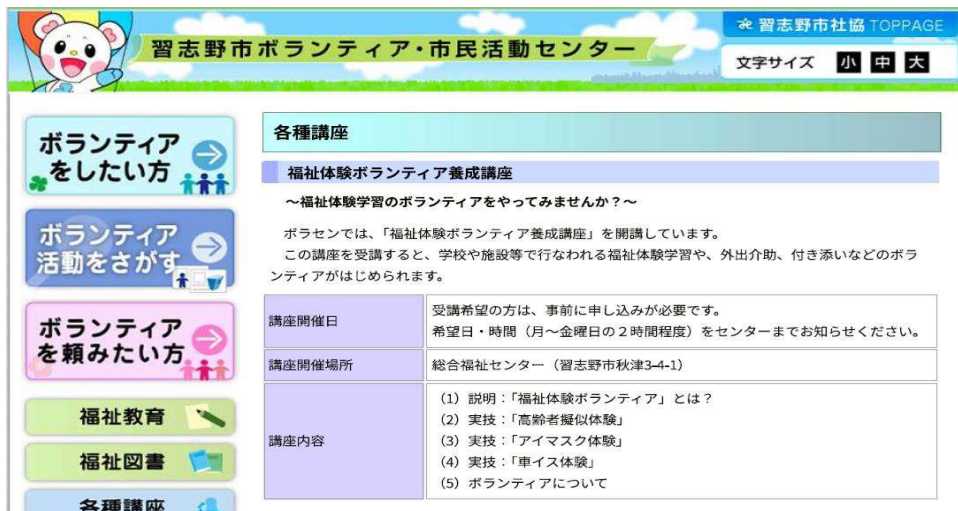 習志野市社協 TOPPAGE
習志野市ボランティア・市民活動センター
文字サイズ 小 中 大
ボランティア
をしたい方
ボランティア
活動をさがす
ボランティア
を頼みたい方
福祉教育
福祉図書
各種講座
各種講座
福祉体験ボランティア養成講座
～福祉体験学習のボランティアをやってみませんか？～
ボラセンでは、「福祉体験ボランティア養成講座」を開講しています。
この講座を受講すると、学校や施設等で行なわれる福祉体験学習や、外出介助、付き添いなどのボラ
ンティアがはじめられます。
講座開催日
受講希望の方は、事前に申し込みが必要です。
希望日・時間（月～金曜日の２時間程度）をセンターまでお知らせください。
講座開催場所
総合福祉センター（習志野市秋津3-4-1）
講座内容
（1）説明：「福祉体験ボランティア」とは？
（2）実技：「高齢者擬似体験」
（3）実技：「アイマスク体験」
（4）実技：「車イス体験」
（5）ボランティアについて